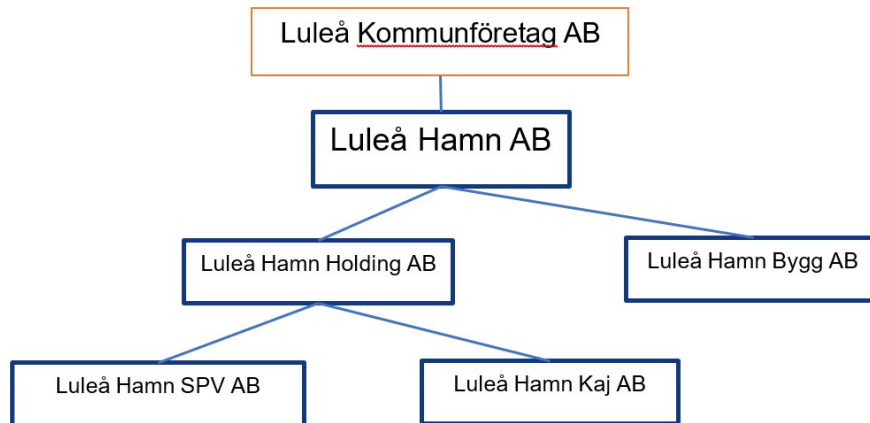 Luleå Kommunföretag AB
Luleå Hamn AB
Luleå Hamn Holding AB
Luleå Hamn Bygg AB
Luleå Hamn SPV AB
Luleå Hamn Kaj AB